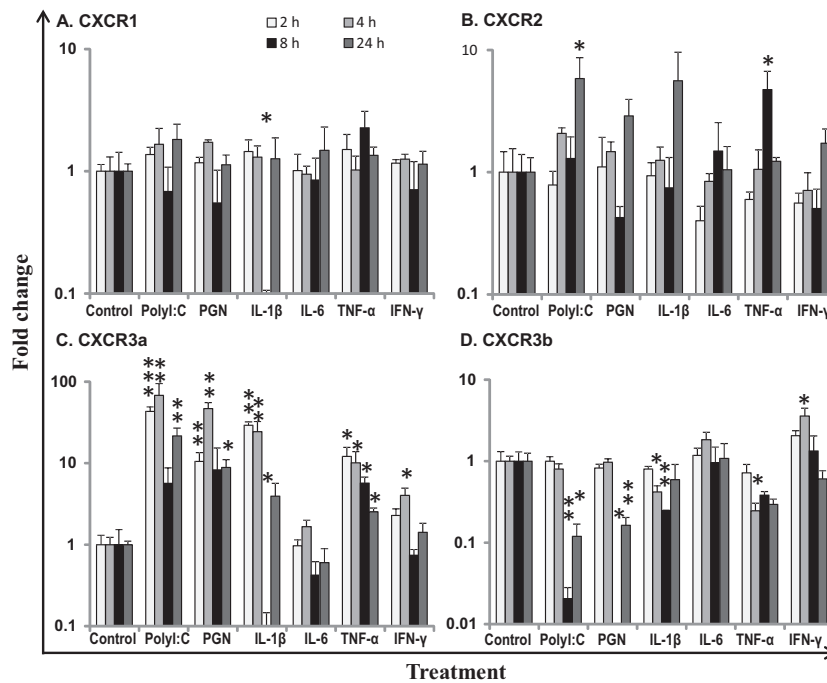 A. CXCR1
2 h
4 h
8 h
24 h
10
1
0.1
*
Control PolyI:C PGN IL-1β IL-6 TNF-α IFN-γ
B. CXCR2
10
1
0.1
* *
Control PolyI:C PGN IL-1β IL-6 TNF-α IFN-γ
C. CXCR3a
100
10
1
0.1
*** *** ** ** ** * ** ** * * * * * *
Control PolyI:C PGN IL-1β IL-6 TNF-α IFN-γ
D. CXCR3b
10
1
0.1
0.01
** * * ** * ** * *
Control PolyI:C PGN IL-1β IL-6 TNF-α IFN-γ
Fold change
Treatment